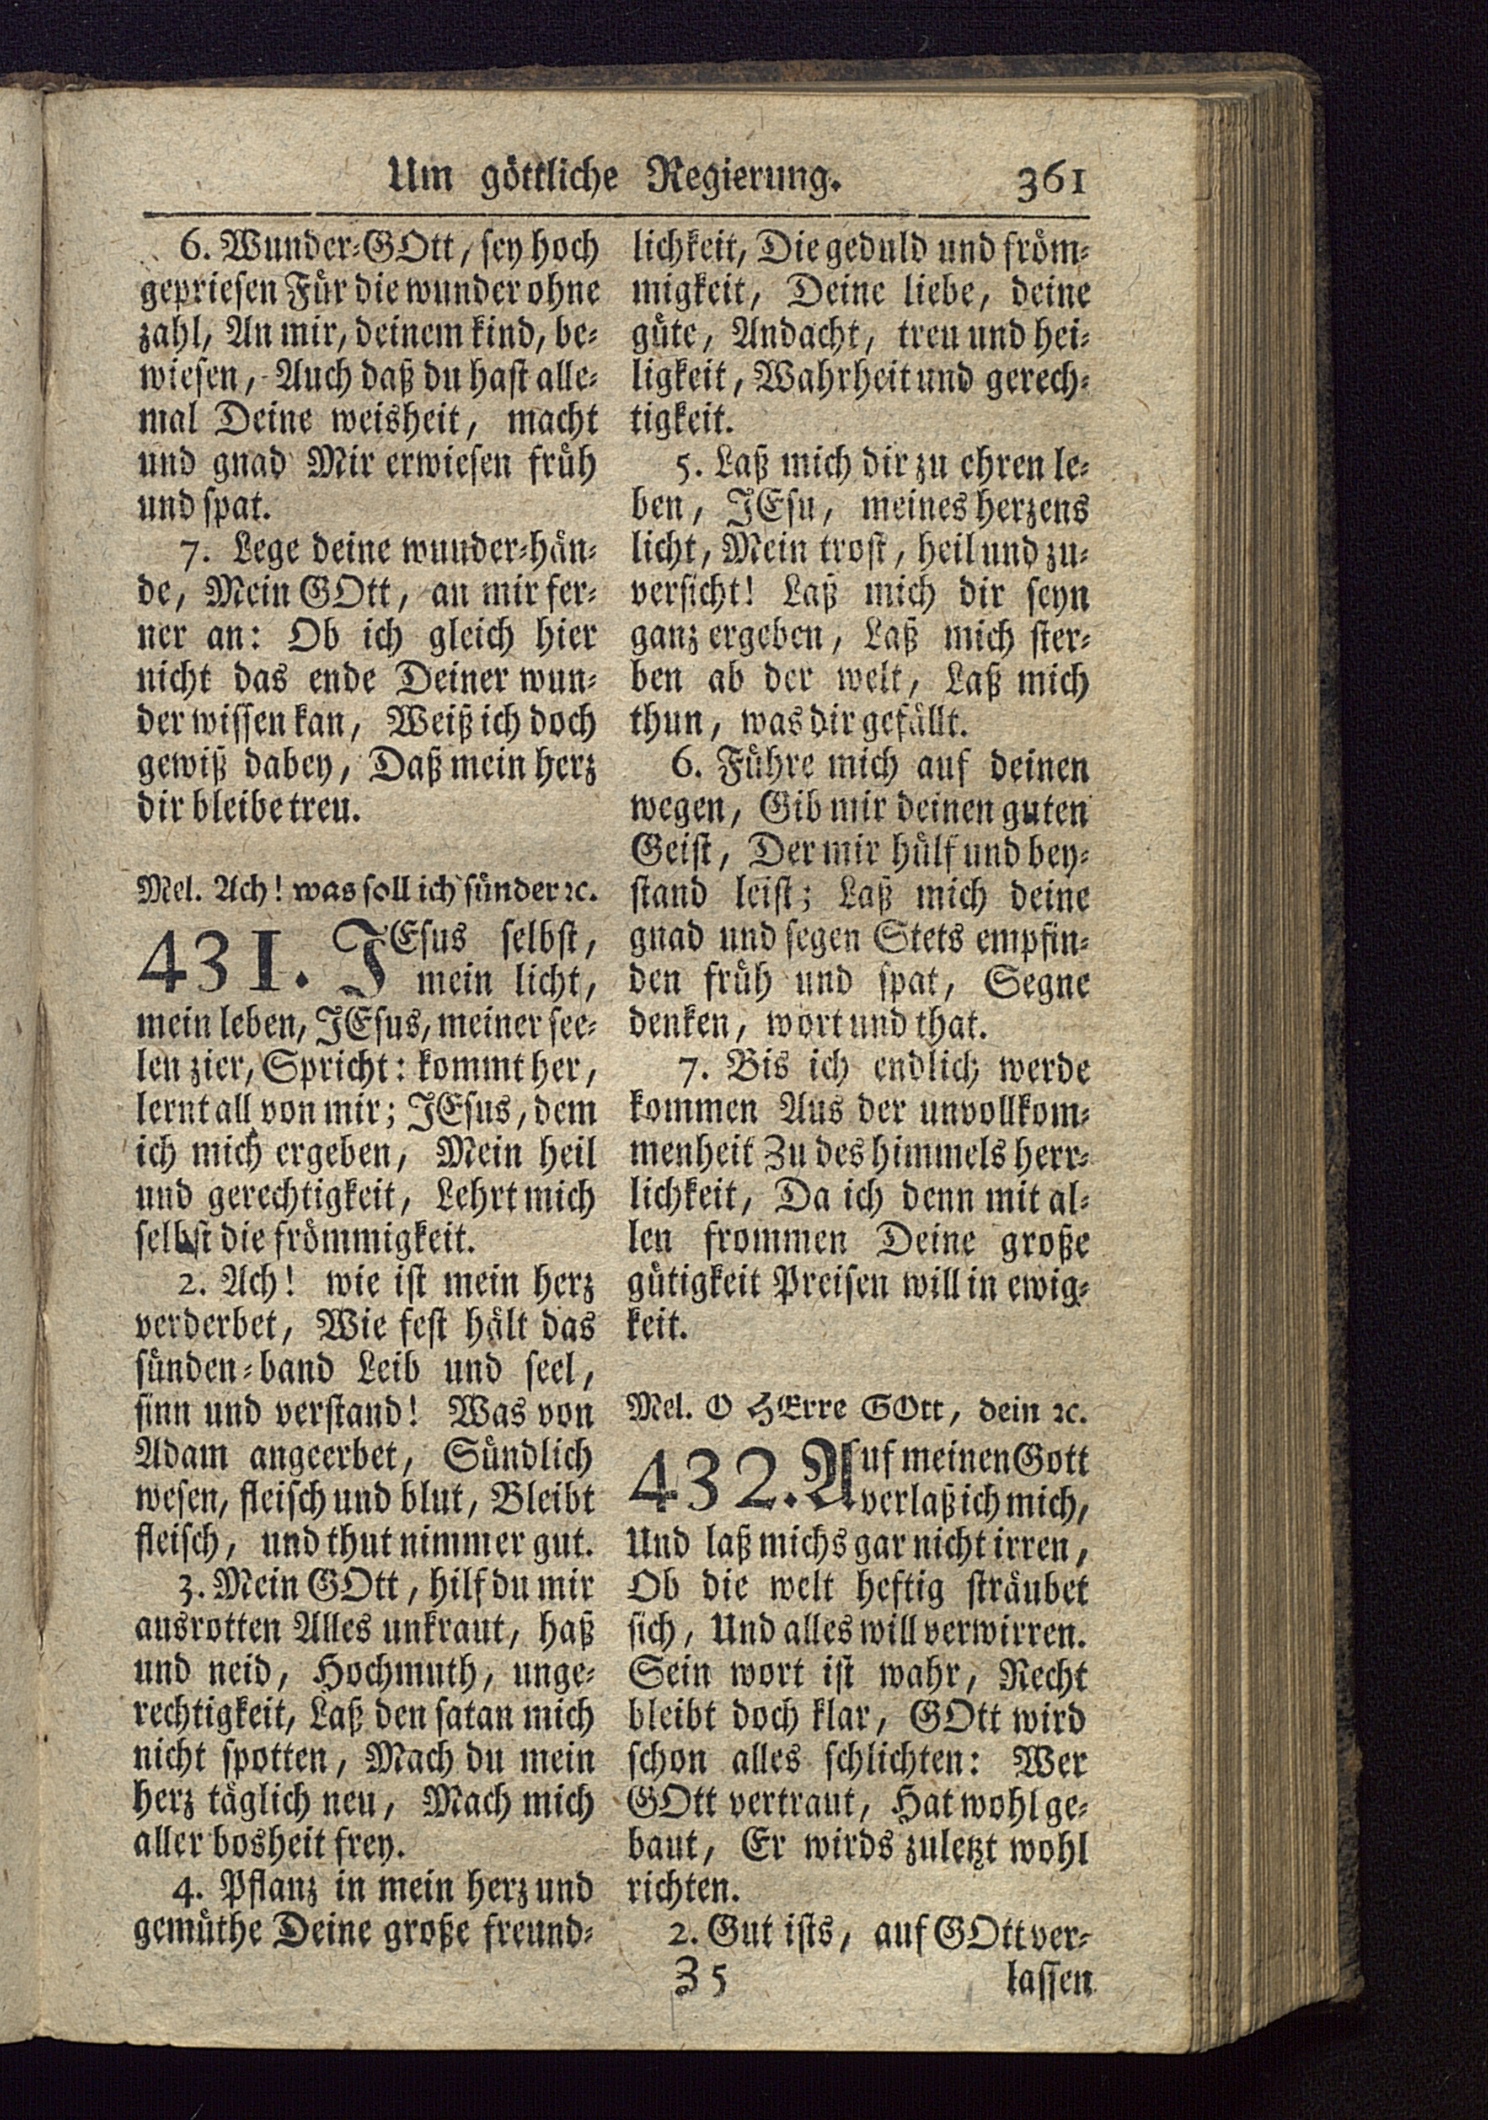 Um göttliche Regierung. 361
6. Wunder-GOtt, sey hoch
gepriesen Für die wunder ohne
zahl, An mir, deinem kind, be-
wiesen, Auch daß du hast alle-
mal Deine weisheit, macht
und gnad Mir erwiesen früh
und spat.
7. Lege deine wunder-hän-
de, Mein GOtt, an mir fer-
ner an: Ob ich gleich hier
nicht das ende Deiner wun-
der wissen kan, Weiß ich doch
gewiß dabey, Daß mein herz
dir bleibe treu.
Mel. Ach! was soll ich sünder ꝛc.
431. JEsus selbst,
mein licht,
mein leben, JEsus, meiner see-
len zier, Spricht: kommt her,
lernt all von mir; JEsus, dem
ich mich ergeben, Mein heil
und gerechtigkeit, Lehrt mich
selbst die frömmigkeit.
2. Ach! wie ist mein herz
verderbet, Wie fest hält das
sünden-band Leib und seel,
sinn und verstand! Was von
Adam angeerbet, Sündlich
wesen, fleisch und blut, Bleibt
fleisch, und thut nimmer gut.
3. Mein GOtt, hilf du mir
ausrotten Alles unkraut, haß
und neid, Hochmuth, unge-
rechtigkeit, Laß den satan mich
nicht spotten, Mach du mein
herz täglich neu, Mach mich
aller bosheit frey.
4. Pflanz in mein herz und
gemüthe Deine große freund-
lichkeit, Die geduld und fröm-
migkeit, Deine liebe, deine
güte, Andacht, treu und hei-
ligkeit, Wahrheit und gerech-
tigkeit.
5. Laß mich dir zu ehren le-
ben, JEsu, meines herzens
licht, Mein trost, heil und zu-
versicht! Laß mich dir seyn
ganz ergeben, Laß mich ster-
ben ab der welt, Laß mich
thun, was dir gefällt.
6. Führe mich auf deinen
wegen, Gib mir deinen guten
Geist, Der mir hülf und bey-
stand leist; Laß mich deine
gnad und segen Stets empfin-
den früh und spat, Segne
denken, wort und that.
7. Bis ich endlich werde
kommen Aus der unvollkom-
menheit Zu des himmels herr-
lichkeit, Da ich denn mit al-
len frommen Deine große
gütigkeit Preisen will in ewig-
keit.
Mel. O HErre GOtt, dein ꝛc.
432. Auf meinen Gott
verlaß ich mich,
Und laß michs gar nicht irren,
Ob die welt heftig sträubet
sich, Und alles will verwirren.
Sein wort ist wahr, Recht
bleibt doch klar, GOtt wird
schon alles schlichten: Wer
GOtt vertraut, Hat wohl ge-
baut, Er wirds zuletzt wohl
richten.
2. Gut ists, auf GOtt ver-
Z 5 lassen